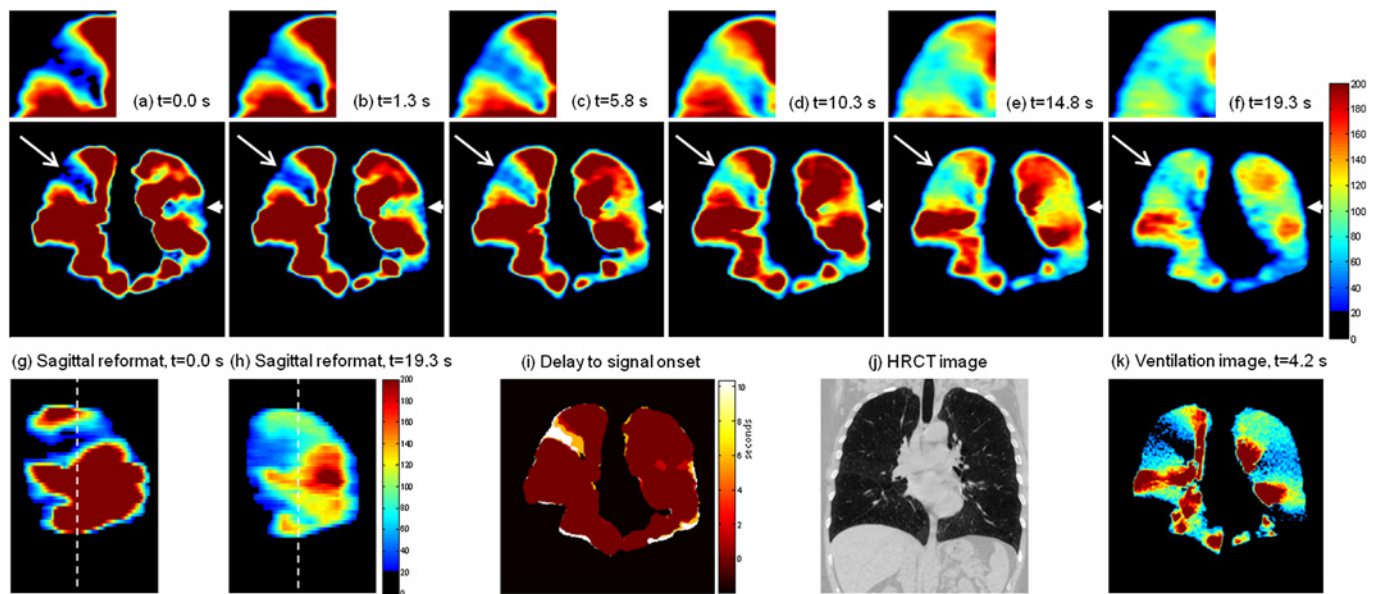 (a) t=0.0 s
(b) t=1.3 s
(c) t=5.8 s
(d) t=10.3 s
(e) t=14.8 s
(f) t=19.3 s
200
180
160
140
120
100
80
60
40
20
0
(g) Sagittal reformat, t=0.0 s
(h) Sagittal reformat, t=19.3 s
(i) Delay to signal onset
(j) HRCT image
(k) Ventilation image, t=4.2 s
200
180
160
140
120
100
80
60
40
20
0
10
8
6
4
2
0
seconds